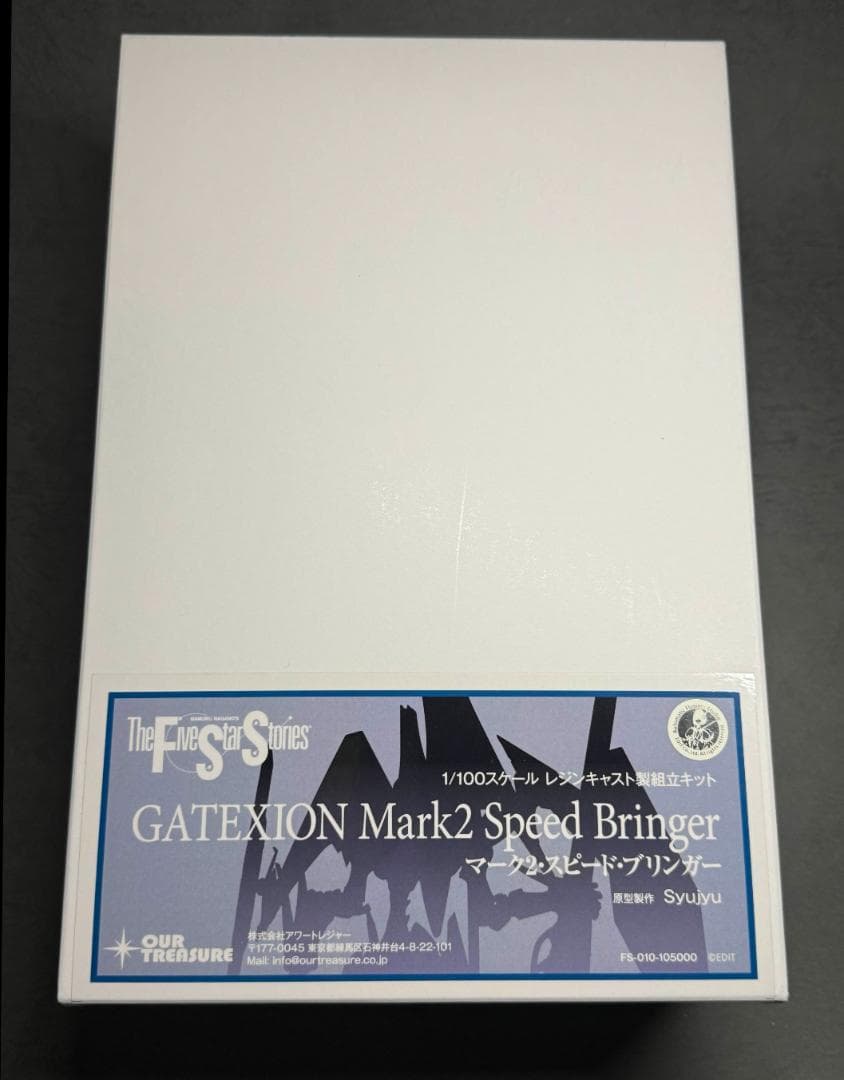 MAMORU NAGANO'S
The Five Star Stories
1/100スケール レジンキャスト製組立キット
GATEXION Mark2 Speed Bringer
マーク2・スピード・ブリンガー
原型製作 Syujyu
OUR TREASURE
株式会社アワートレジャー
〒177-0045 東京都練馬区石神井台4-8-22-101
Mail: info@ourtreasure.co.jp
FS-010-105000 ©EDIT